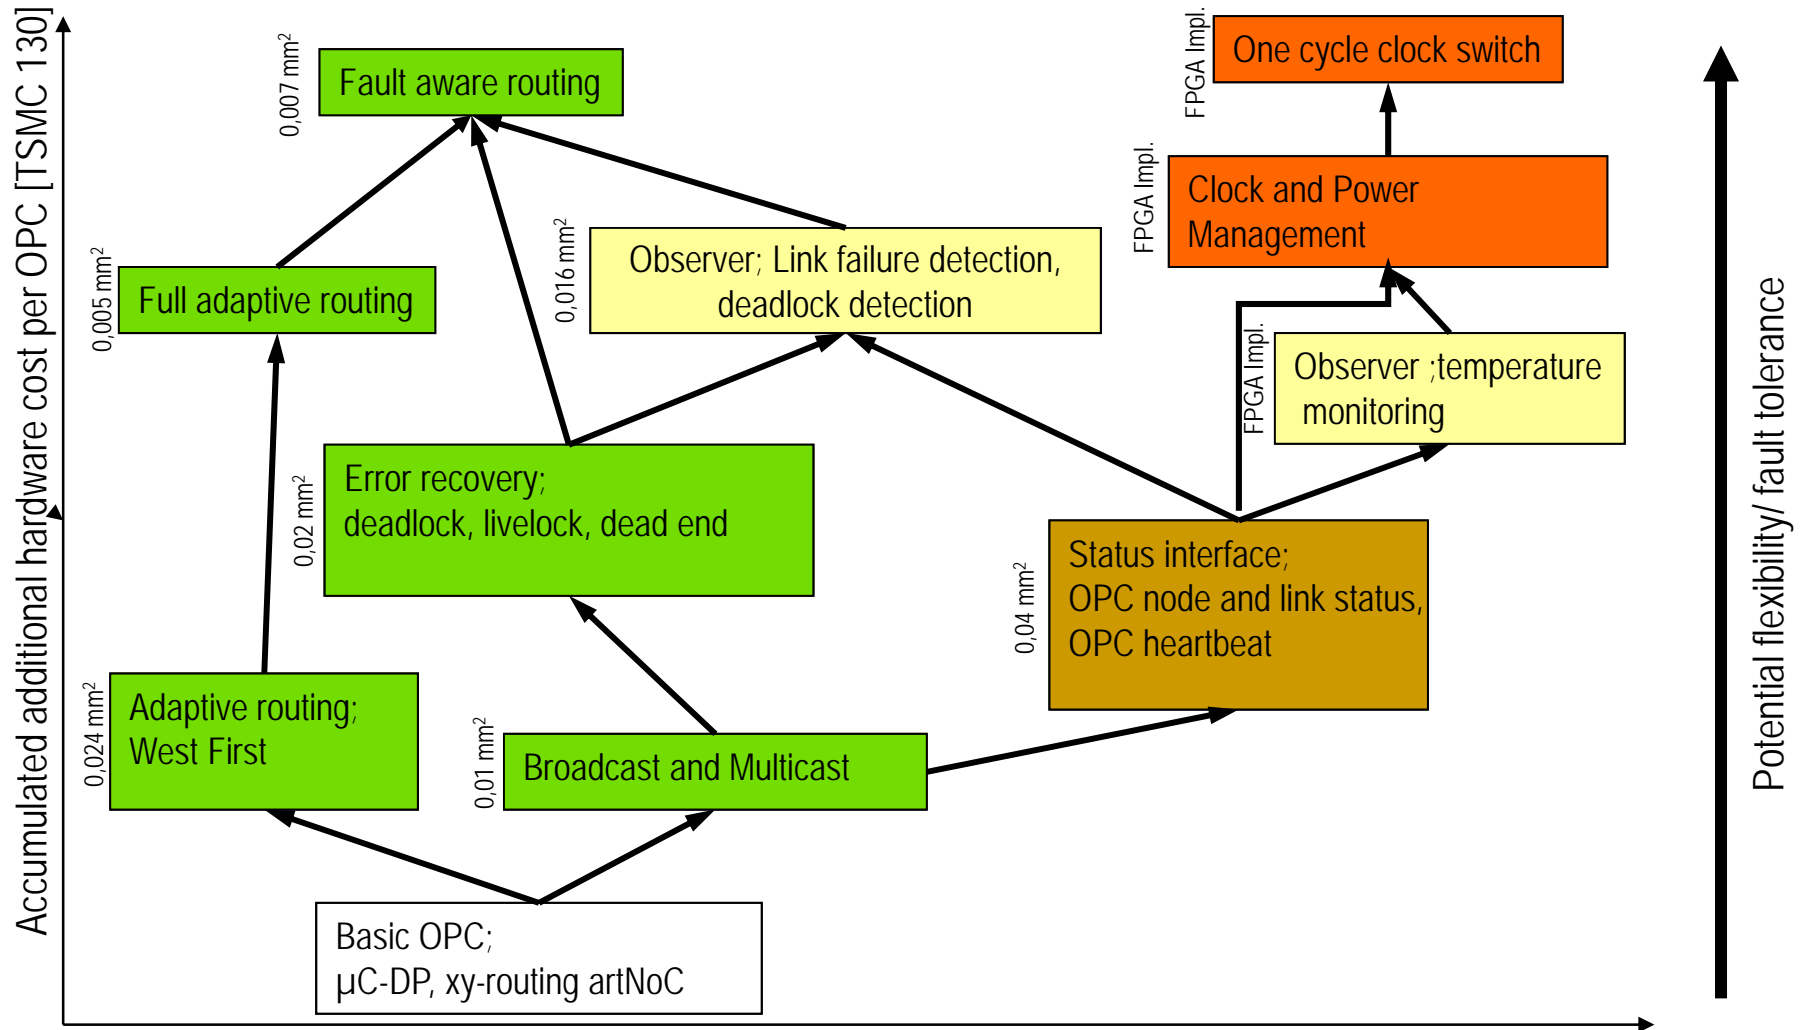 Accumulated additional hardware cost per OPC [TSMC 130]
0,007 mm²
Fault aware routing
FPGA Impl.
One cycle clock switch
FPGA Impl.
Clock and Power
Management
0,005 mm²
Full adaptive routing
0,016 mm²
Observer; Link failure detection,
deadlock detection
FPGA Impl.
Observer ;temperature
monitoring
0,02 mm²
Error recovery;
deadlock, livelock, dead end
0,04 mm²
Status interface;
OPC node and link status,
OPC heartbeat
0,024 mm²
Adaptive routing;
West First
0,01 mm²
Broadcast and Multicast
Basic OPC;
µC-DP, xy-routing artNoC
Potential flexibility/ fault tolerance